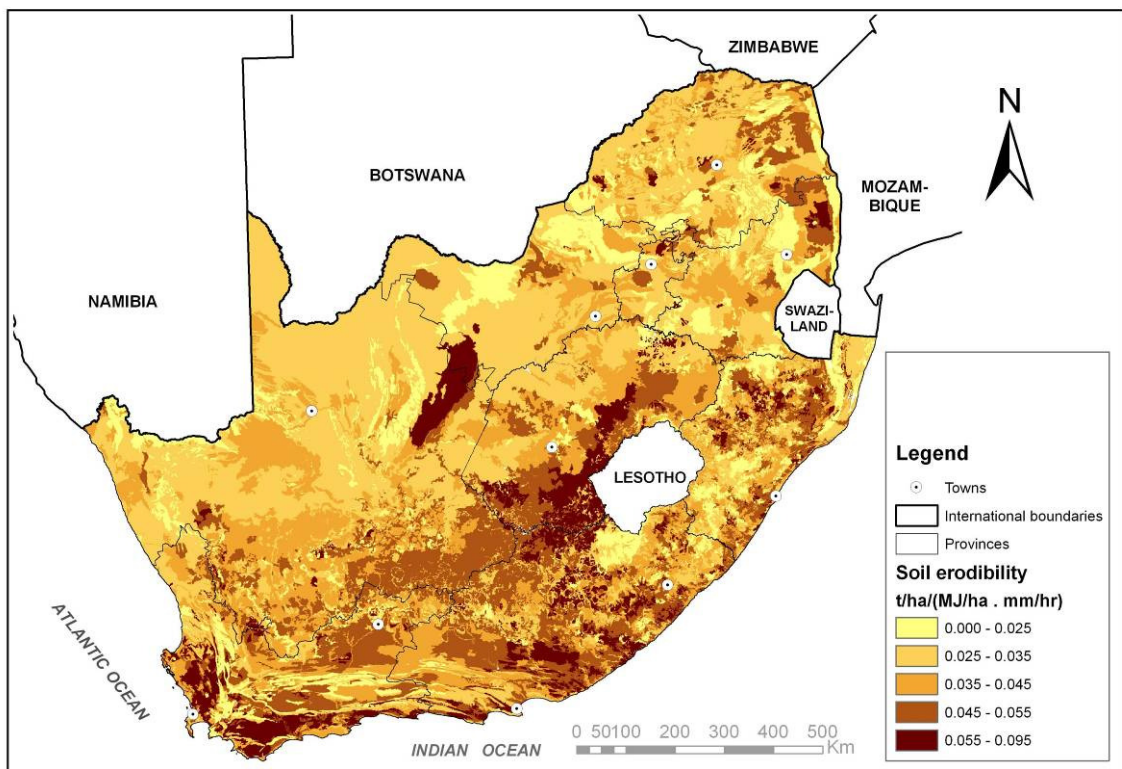 ZIMBABWE
N
BOTSWANA
MOZAM-
BIQUE
NAMIBIA
SWAZI-
LAND
LESOTHO
ATLANTIC OCEAN
INDIAN OCEAN
0 50100 200 300 400 500
Km
Legend
Towns
International boundaries
Provinces
Soil erodibility
t/ha/(MJ/ha . mm/hr)
0.000 - 0.025
0.025 - 0.035
0.035 - 0.045
0.045 - 0.055
0.055 - 0.095